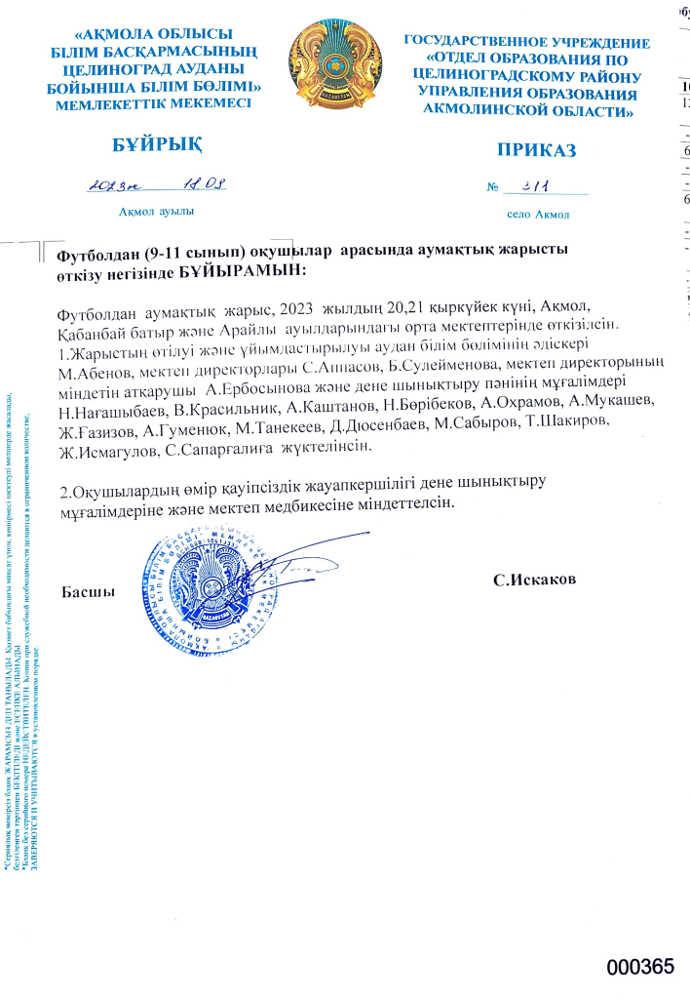 «АҚМОЛА ОБЛЫСЫ
БІЛІМ БАСҚАРМАСЫНЫҢ
ЦЕЛИНОГРАД АУДАНЫ
БОЙЫНША БІЛІМ БӨЛІМІ»
МЕМЛЕКЕТТІК МЕКЕМЕСІ
ГОСУДАРСТВЕННОЕ УЧРЕЖДЕНИЕ
«ОТДЕЛ ОБРАЗОВАНИЯ ПО
ЦЕЛИНОГРАДСКОМУ РАЙОНУ
УПРАВЛЕНИЯ ОБРАЗОВАНИЯ
АКМОЛИНСКОЙ ОБЛАСТИ»
БҰЙРЫҚ
ПРИКАЗ
2023ж 18.09
№ 311
Ақмол ауылы
село Акмол
Футболдан (9-11 сынып) оқушылар арасында аумақтық жарысты
өткізу негізінде БҰЙЫРАМЫН:
Футболдан аумақтық жарыс, 2023 жылдың 20,21 қыркүйек күні, Ақмол,
Қабанбай батыр және Арайлы ауылдарындағы орта мектептерінде өткізілсін.
1.Жарыстың өтілуі және ұйымдастырылуы аудан білім бөлімінің әдіскері
М.Абенов, мектеп директорлары С.Аппасов, Б.Сулейменова, мектеп директорының
міндетін атқарушы А.Ербосынова және дене шынықтыру пәнінің мұғалімдері
Н.Нағашыбаев, В.Красильник, А.Каштанов, Н.Бөрібеков, А.Охрамов, А.Мукашев,
Ж.Ғазизов, А.Гуменюк, М.Танекеев, Д.Дюсенбаев, М.Сабыров, Т.Шакиров,
Ж.Исмагулов, С.Сапарғалиға жүктелінсін.
2.Оқушылардың өмір қауіпсіздік жауапкершілігі дене шынықтыру
мұғалімдеріне және мектеп медбикесіне міндеттелсін.
Басшы
С.Искаков
*Сериялық нөмірсіз бланк ЖАРАМСЫЗ ДЕП ТАНЫЛАДЫ. Қызмет бабындағы мақсат үшін, көшірмесі шектеулі мөлшерде жасалады,
белгіленген тәртіппен БЕКІТІЛЕДІ және ЕСЕПКЕ АЛЫНАДЫ.
*Бланк без серийного номера НЕДЕЙСТВИТЕЛЕН. Копии при служебной необходимости делаются в ограниченном количестве,
ЗАВЕРЯЮТСЯ И УЧИТЫВАЮТСЯ в установленном порядке.
000365